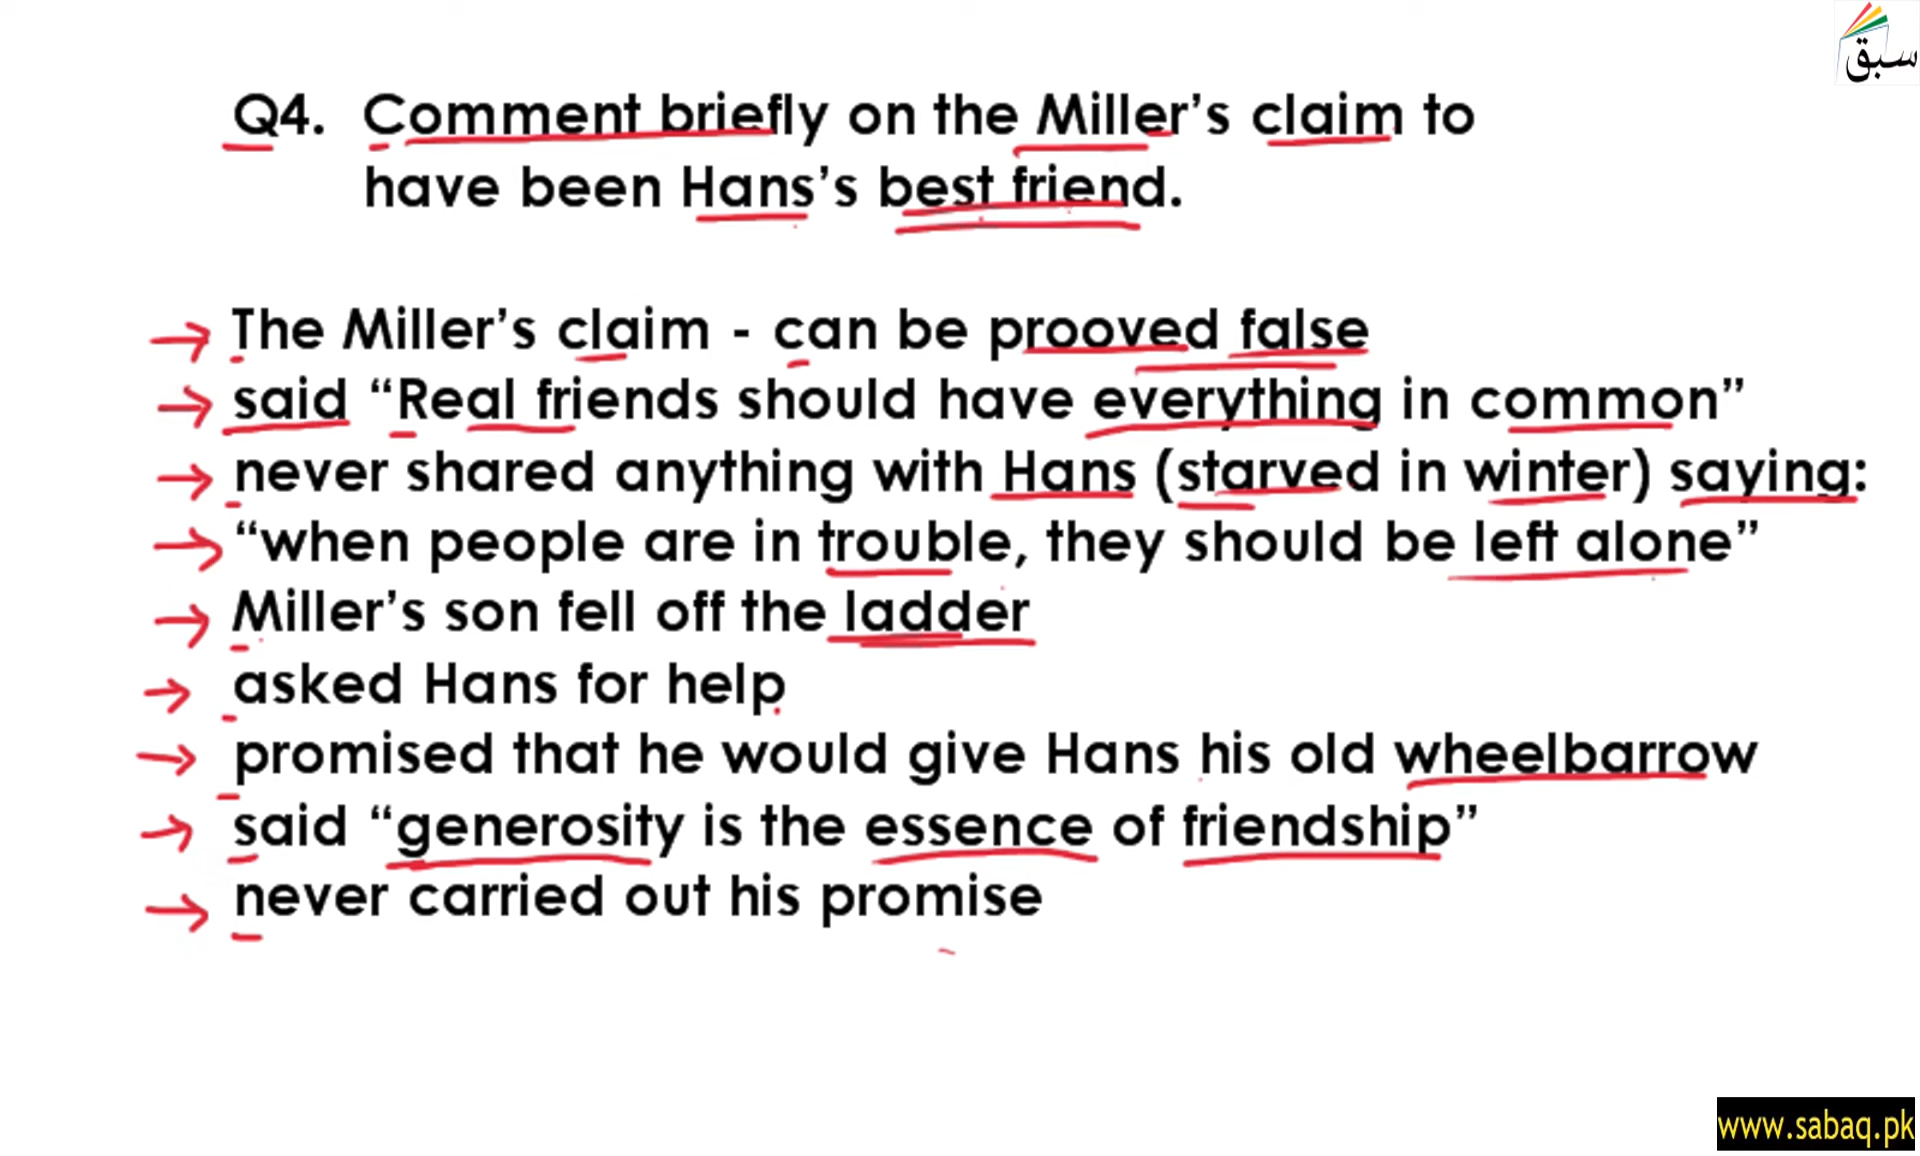 سبق
Q4. Comment briefly on the Miller's claim to
have been Hans's best friend.
The Miller's claim - can be prooved false
said “Real friends should have everything in common”
never shared anything with Hans (starved in winter) saying:
“when people are in trouble, they should be left alone”
Miller's son fell off the ladder
asked Hans for help
promised that he would give Hans his old wheelbarrow
said “generosity is the essence of friendship”
never carried out his promise
www.sabaq.pk